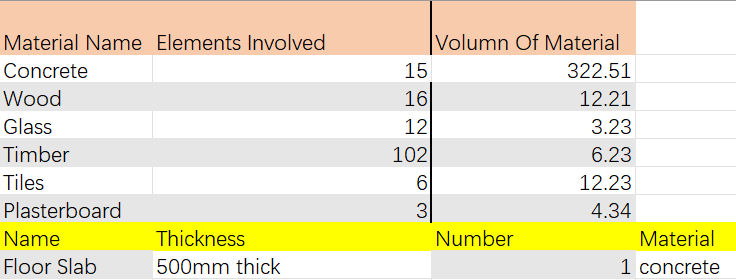 Material Name Elements Involved Volumn Of Material
Concrete 15 322.51
Wood 16 12.21
Glass 12 3.23
Timber 102 6.23
Tiles 6 12.23
Plasterboard 3 4.34
Name Thickness Number Material
Floor Slab 500mm thick 1 concrete